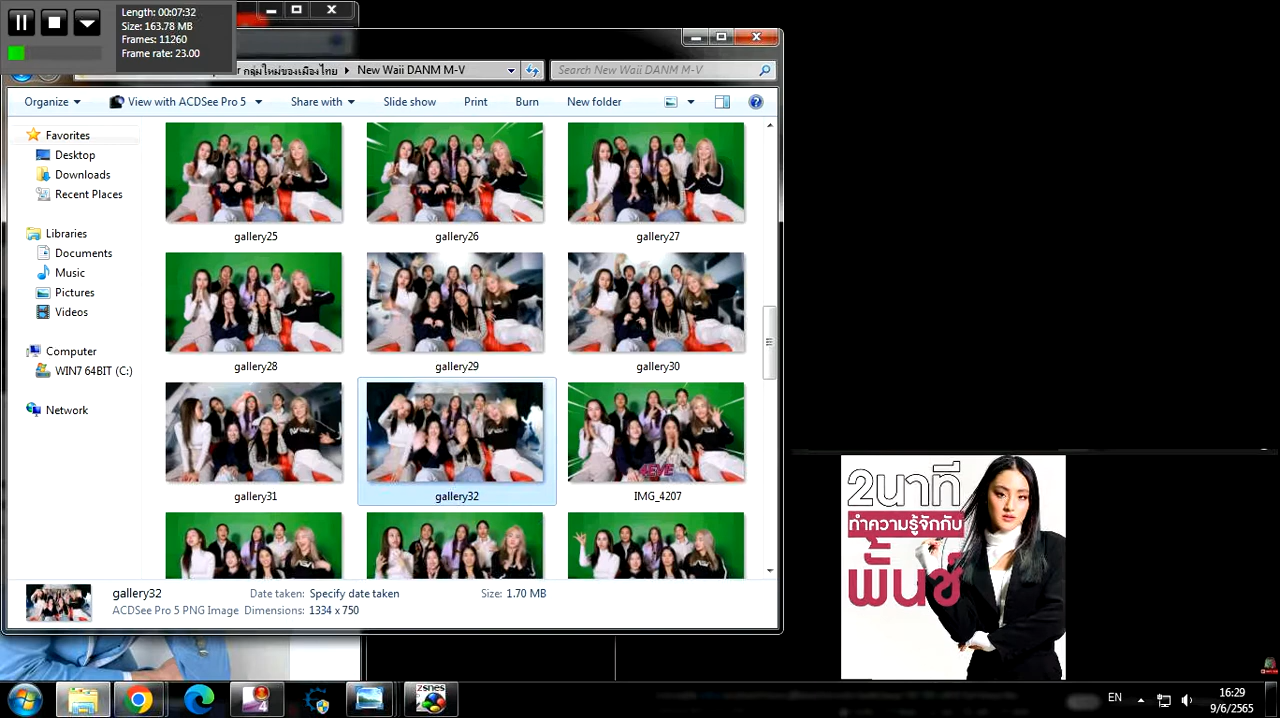 Length: 00:07:32
Size: 163.78 MB
Frames: 11260
Frame rate: 23.00
กลุ่มใหม่ของเมืองไทย New Waii DANM M-V
Search New Waii DANM M-V
Organize View with ACDSee Pro 5 Share with Slide show Print Burn New folder
Favorites
Desktop
Downloads
Recent Places
Libraries
Documents
Music
Pictures
Videos
Computer
WIN7 64BIT (C:)
Network
gallery25 gallery26 gallery27
gallery28 gallery29 gallery30
4EVE
gallery31 gallery32 IMG_4207
gallery32 Date taken: Specify date taken Size: 1.70 MB
ACDSee Pro 5 PNG Image Dimensions: 1334 x 750
2นาที
ทำความรู้จักกับ
พั้นช์
4
ZSNES
EN
16:29
9/6/2565